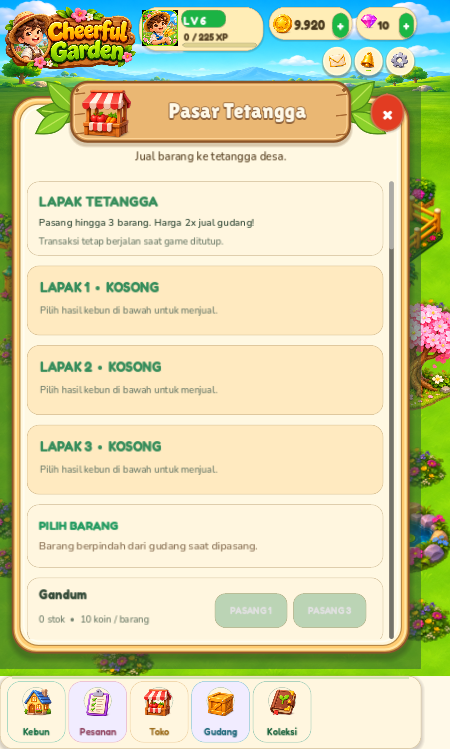 Cheerful
Garden
LV 6
0 / 225 XP
9.920
+
10
+
Pasar Tetangga
Jual barang ke tetangga desa.
LAPAK TETANGGA
Pasang hingga 3 barang. Harga 2x jual gudang!
Transaksi tetap berjalan saat game ditutup.
LAPAK 1 • KOSONG
Pilih hasil kebun di bawah untuk menjual.
LAPAK 2 • KOSONG
Pilih hasil kebun di bawah untuk menjual.
LAPAK 3 • KOSONG
Pilih hasil kebun di bawah untuk menjual.
PILIH BARANG
Barang berpindah dari gudang saat dipasang.
Gandum
0 stok • 10 koin / barang
PASANG 1
PASANG 3
Kebun
Pesanan
Toko
Gudang
Koleksi